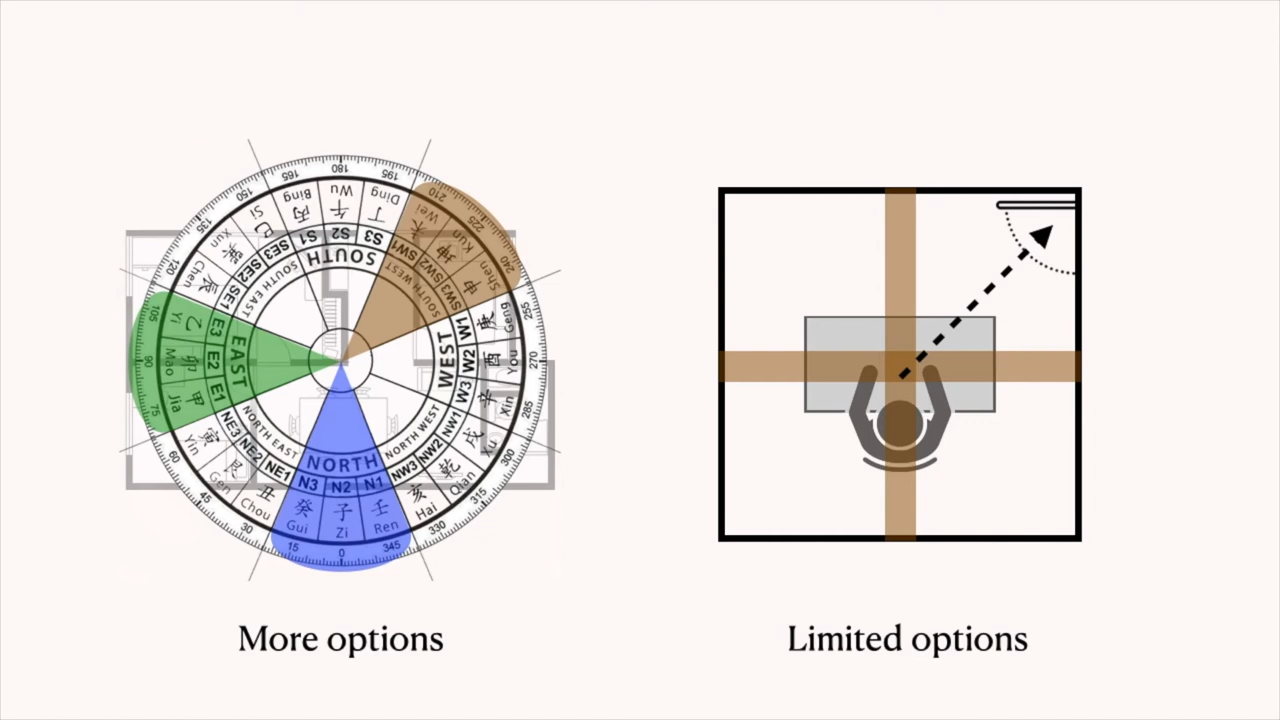 180
165
195
150
210
135
225
120
240
105
255
90
270
75
285
60
300
45
315
30
330
15
0
345
Si
Bing
Wu
Ding
Wei
Xun
Kun
Chen
Shen
Yi
Geng
Mao
You
Jia
Xin
Yin
Xu
Gen
Qian
Chou
Hai
Gui
Zi
Ren
巳
丙
午
丁
未
巽
坤
辰
申
乙
庚
卯
酉
甲
辛
寅
戌
艮
乾
丑
亥
癸
子
壬
SE3
S1
S2
S3
SW1
SE2
SW2
SE1
SW3
E3
W1
E2
W2
E1
W3
NE3
NW1
NE2
NW2
NE1
NW3
N3
N2
N1
SOUTH
SOUTH EAST
SOUTH WEST
EAST
WEST
NORTH EAST
NORTH WEST
NORTH
More options
Limited options